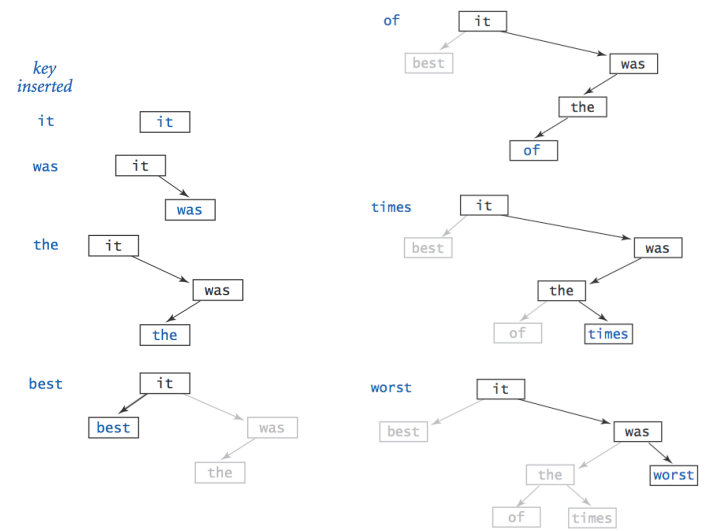 key
inserted
it
it
was
it
was
the
it
was
the
best
it
best
was
the
of
it
best
was
the
of
times
it
best
was
the
of
times
worst
it
best
was
the
worst
of
times